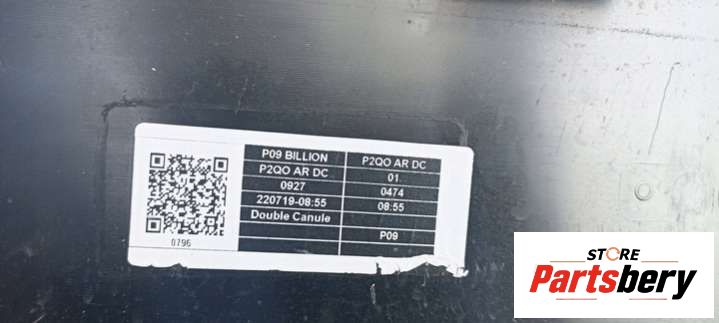 P09 BILLION P2QO AR DC
P2QO AR DC 01
0927 0474
220719-08:55 08:55
Double Canule
P09
0796
STORE
Partsbery